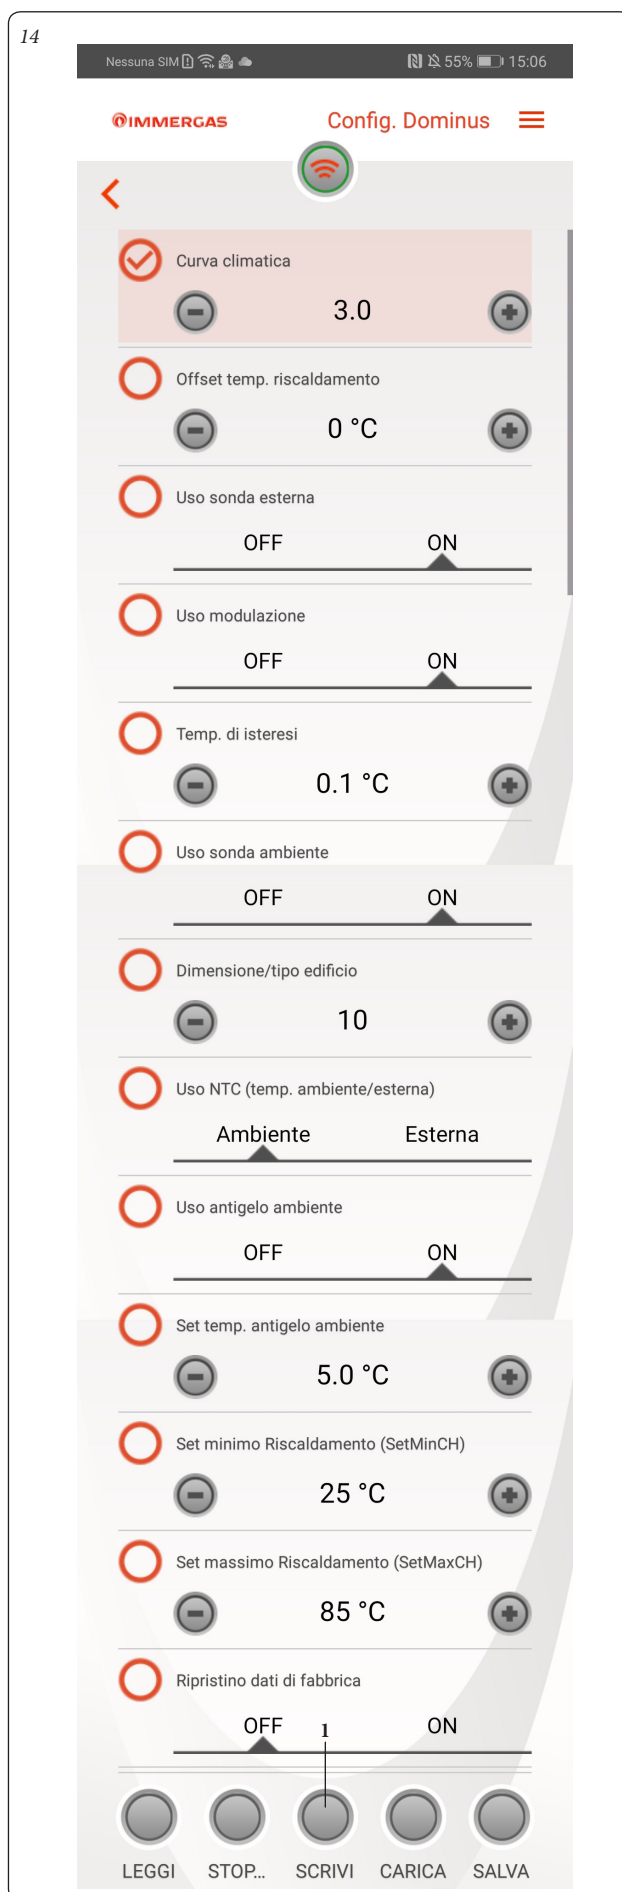 14
Nessuna SIM 55% 15:06
IMMERGAS Config. Dominus
Curva climatica
3.0
Offset temp. riscaldamento
0 °C
Uso sonda esterna
OFF ON
Uso modulazione
OFF ON
Temp. di isteresi
0.1 °C
Uso sonda ambiente
OFF ON
Dimensione/tipo edificio
10
Uso NTC (temp. ambiente/esterna)
Ambiente Esterna
Uso antigelo ambiente
OFF ON
Set temp. antigelo ambiente
5.0 °C
Set minimo Riscaldamento (SetMinCH)
25 °C
Set massimo Riscaldamento (SetMaxCH)
85 °C
Ripristino dati di fabbrica
OFF 1 ON
LEGGI STOP... SCRIVI CARICA SALVA